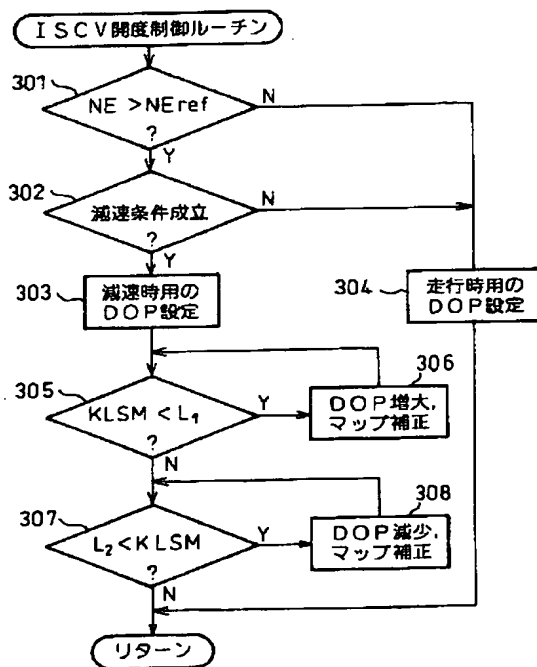 ISCV開度制御ルーチン
301
NE>NEref
?
N
Y
302
減速条件成立
?
N
Y
303
減速時用の
DOP設定
304
走行時用の
DOP設定
305
KLSM<L₁
?
Y
N
306
DOP増大,
マップ補正
307
L₂<KLSM
?
Y
N
308
DOP減少,
マップ補正
リターン